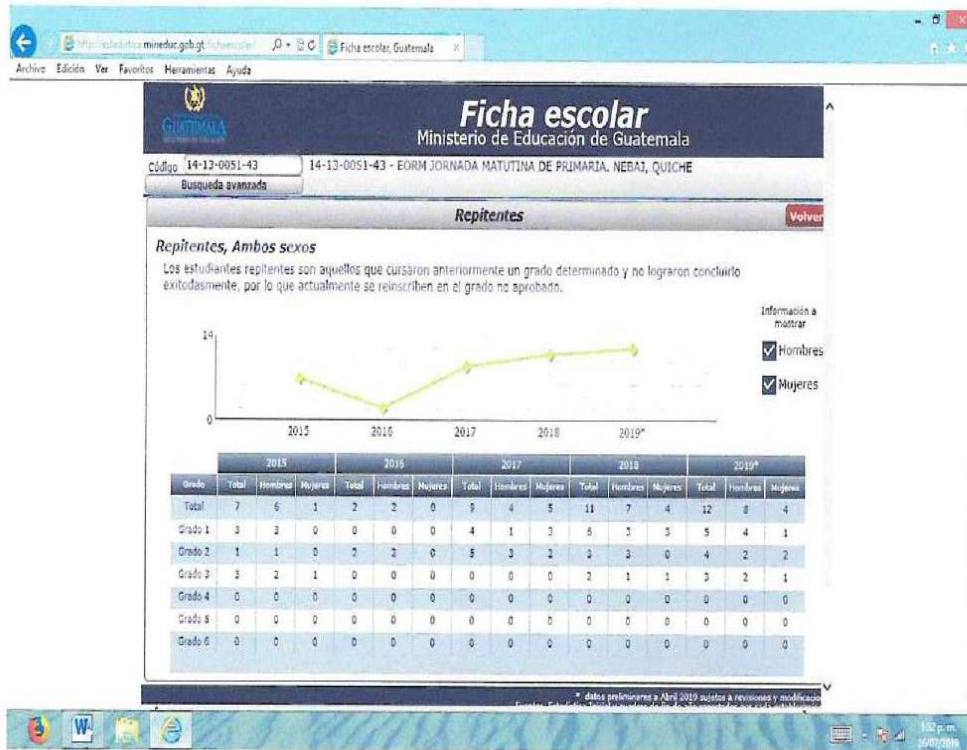 mineduc.gob.gt
Ficha escolar, Guatemala
Archivo Edición Ver Favoritos Herramientas Ayuda
GUATEMALA
Ficha escolar
Ministerio de Educación de Guatemala
Código 14-13-0051-43 14-13-0051-43 - EORM JORNADA MATUTINA DE PRIMARIA. NEBAJ, QUICHE
Busqueda avanzada
Repitentes Volver
Repitentes, Ambos sexos
Los estudiantes repitentes son aquellos que cursaron anteriormente un grado determinado y no lograron concluirlo
exitodasmente, por lo que actualmente se reinscriben en el grado no aprobado.
Información a
mostrar
14
Hombres
Mujeres
0
2015 2016 2017 2018 2019*
2015 2016 2017 2018 2019*
Grado Total Hombres Mujeres Total Hombres Mujeres Total Hombres Mujeres Total Hombres Mujeres Total Hombres Mujeres
Total 7 6 1 2 2 0 9 4 5 11 7 4 12 8 4
Grado 1 3 3 0 0 0 0 4 1 3 6 3 3 5 4 1
Grado 2 1 1 0 2 2 0 5 3 2 3 3 0 4 2 2
Grado 3 3 2 1 0 0 0 0 0 0 2 1 1 3 2 1
Grado 4 0 0 0 0 0 0 0 0 0 0 0 0 0 0 0
Grado 5 0 0 0 0 0 0 0 0 0 0 0 0 0 0 0
Grado 6 0 0 0 0 0 0 0 0 0 0 0 0 0 0 0
* datos preliminares a Abril 2019 sujetos a revisiones y
1:32 p. m.
26/07/2019